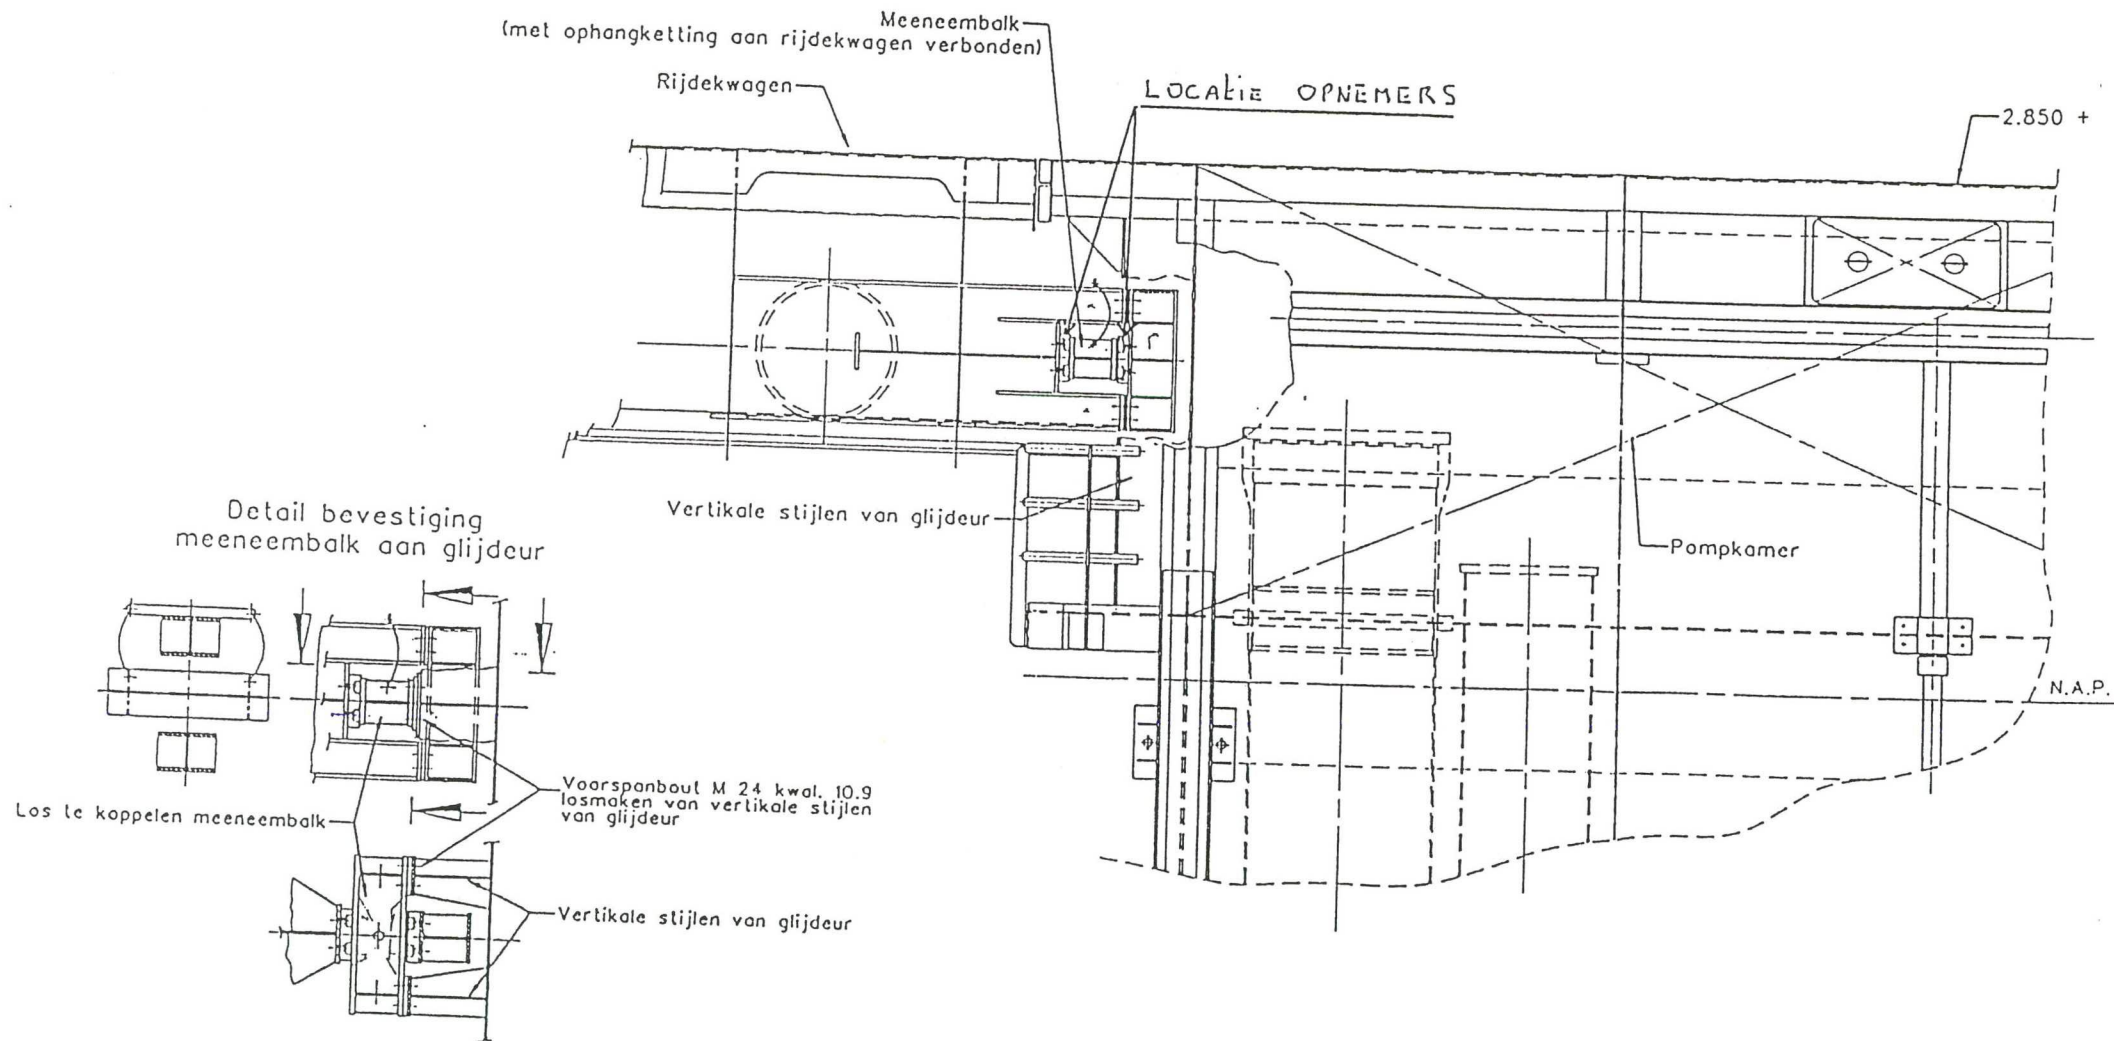 Meeneembalk
(met ophangketting aan rijdekwagen verbonden)
Rijdekwagen
LOCAtiE OPNEMERS
2.850 +
Vertikale stijlen van glijdeur
Pompkamer
N.A.P.
Detail bevestiging
meeneembalk aan glijdeur
Voorspanbout M 24 kwal. 10.9
losmaken van vertikale stijlen
van glijdeur
Los te koppelen meeneembalk
Vertikale stijlen van glijdeur